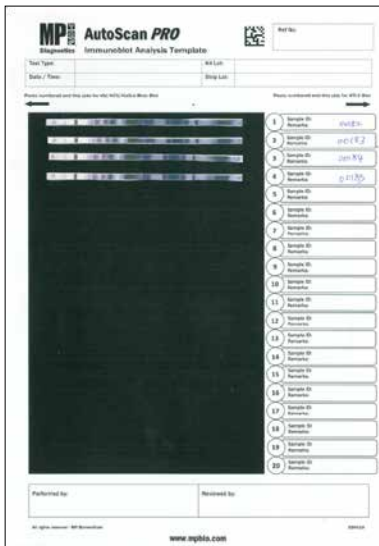 MP
Diagnostics
AutoScan PRO
Immunoblot Analysis Template
Ref No:
Test Type:
Kit Lot:
Date / Time:
Strip Lot:
1 Sample ID:
Remarks:
2 Sample ID:
Remarks:
3 Sample ID:
Remarks:
4 Sample ID:
Remarks:
5 Sample ID:
Remarks:
6 Sample ID:
Remarks:
7 Sample ID:
Remarks:
8 Sample ID:
Remarks:
9 Sample ID:
Remarks:
10 Sample ID:
Remarks:
11 Sample ID:
Remarks:
12 Sample ID:
Remarks:
13 Sample ID:
Remarks:
14 Sample ID:
Remarks:
15 Sample ID:
Remarks:
16 Sample ID:
Remarks:
17 Sample ID:
Remarks:
18 Sample ID:
Remarks:
19 Sample ID:
Remarks:
20 Sample ID:
Remarks:
Performed by:
Reviewed by:
www.mpbio.com